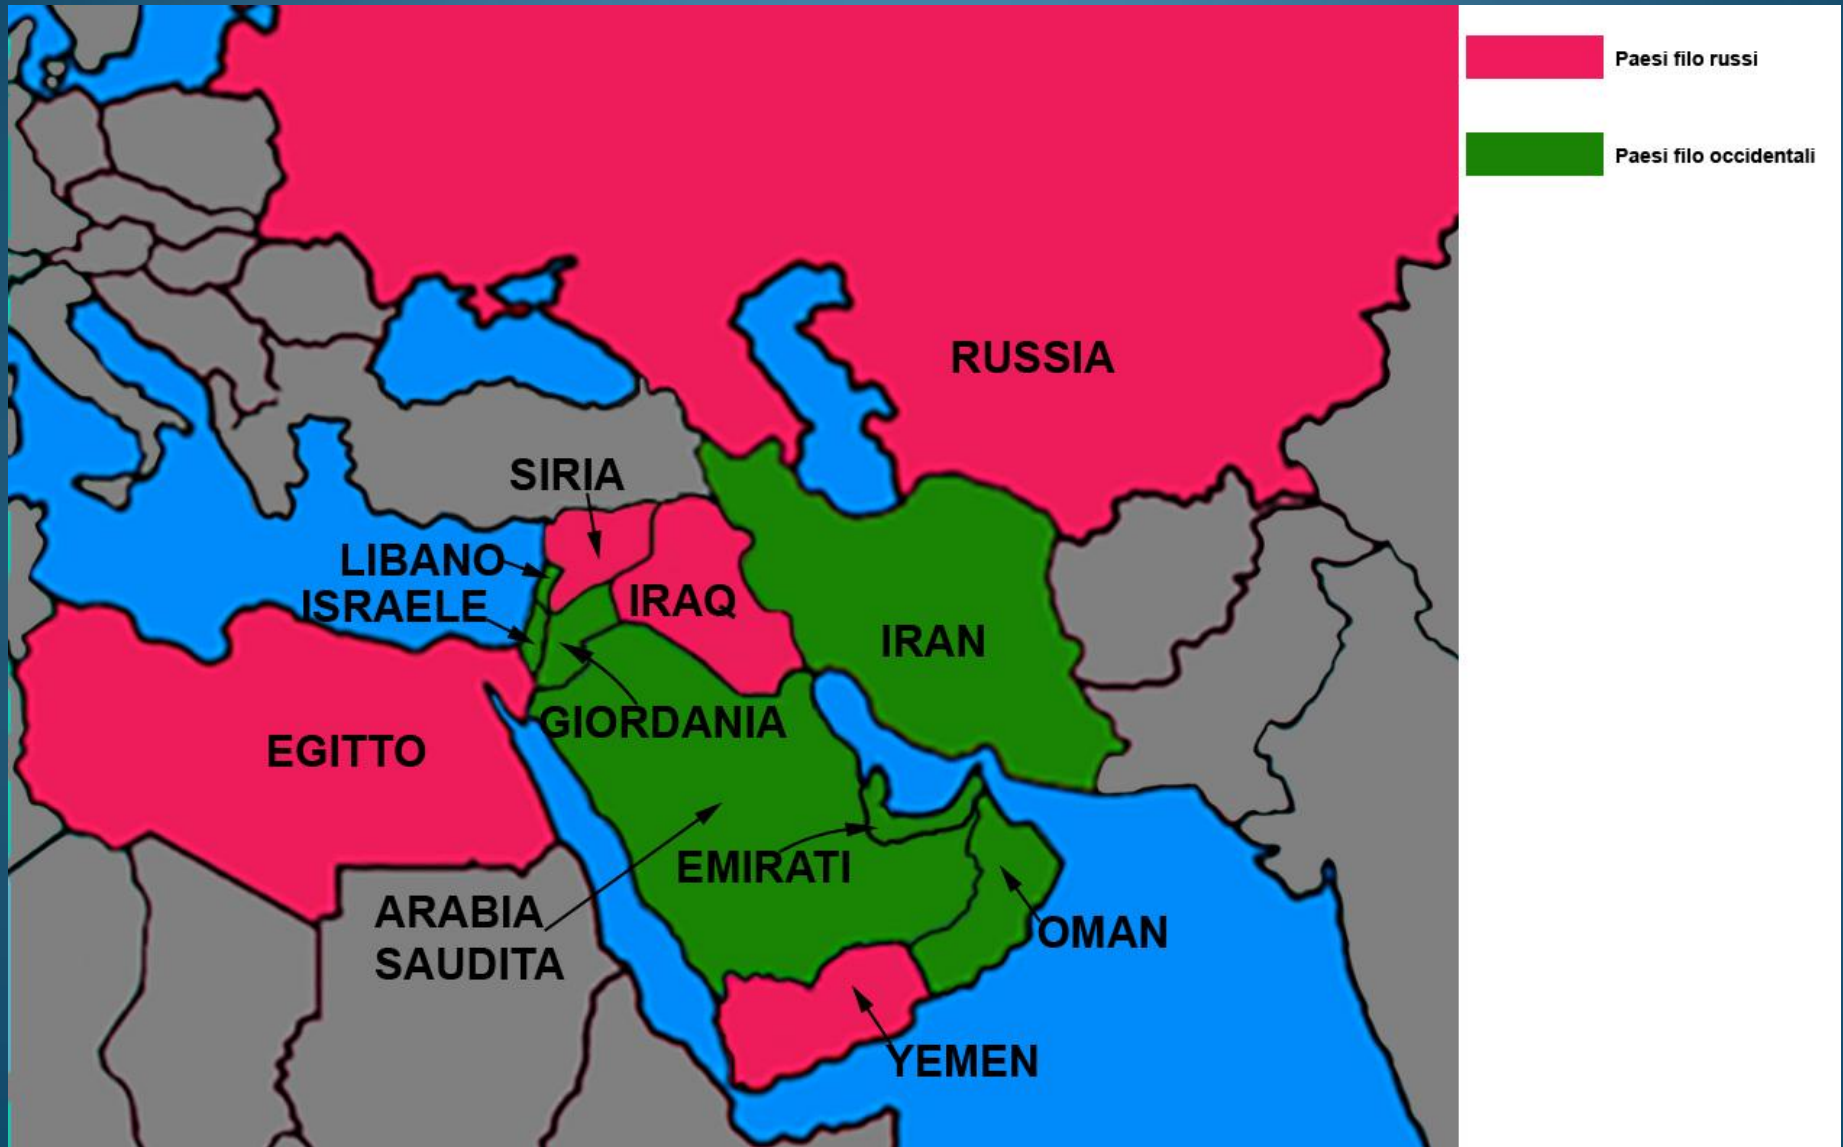 Paesi filo russi
Paesi filo occidentali
RUSSIA
SIRIA
LIBANO
ISRAELE
IRAQ
IRAN
GIORDANIA
EGITTO
EMIRATI
ARABIA
SAUDITA
OMAN
YEMEN